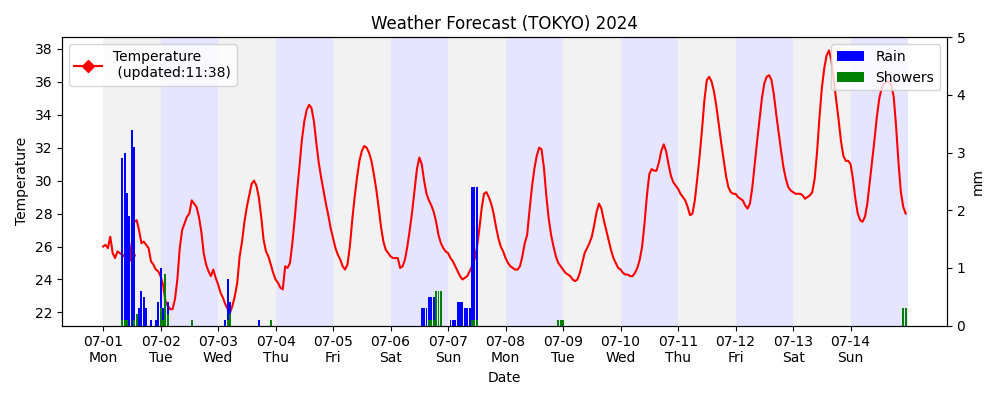 Weather Forecast (TOKYO) 2024
Temperature
(updated:11:38)
Rain
Showers
Temperature
38
36
34
32
30
28
26
24
22
5
4
3
2
1
0
mm
07-01 07-02 07-03 07-04 07-05 07-06 07-07 07-08 07-09 07-10 07-11 07-12 07-13 07-14
Mon Tue Wed Thu Fri Sat Sun Mon Tue Wed Thu Fri Sat Sun
Date